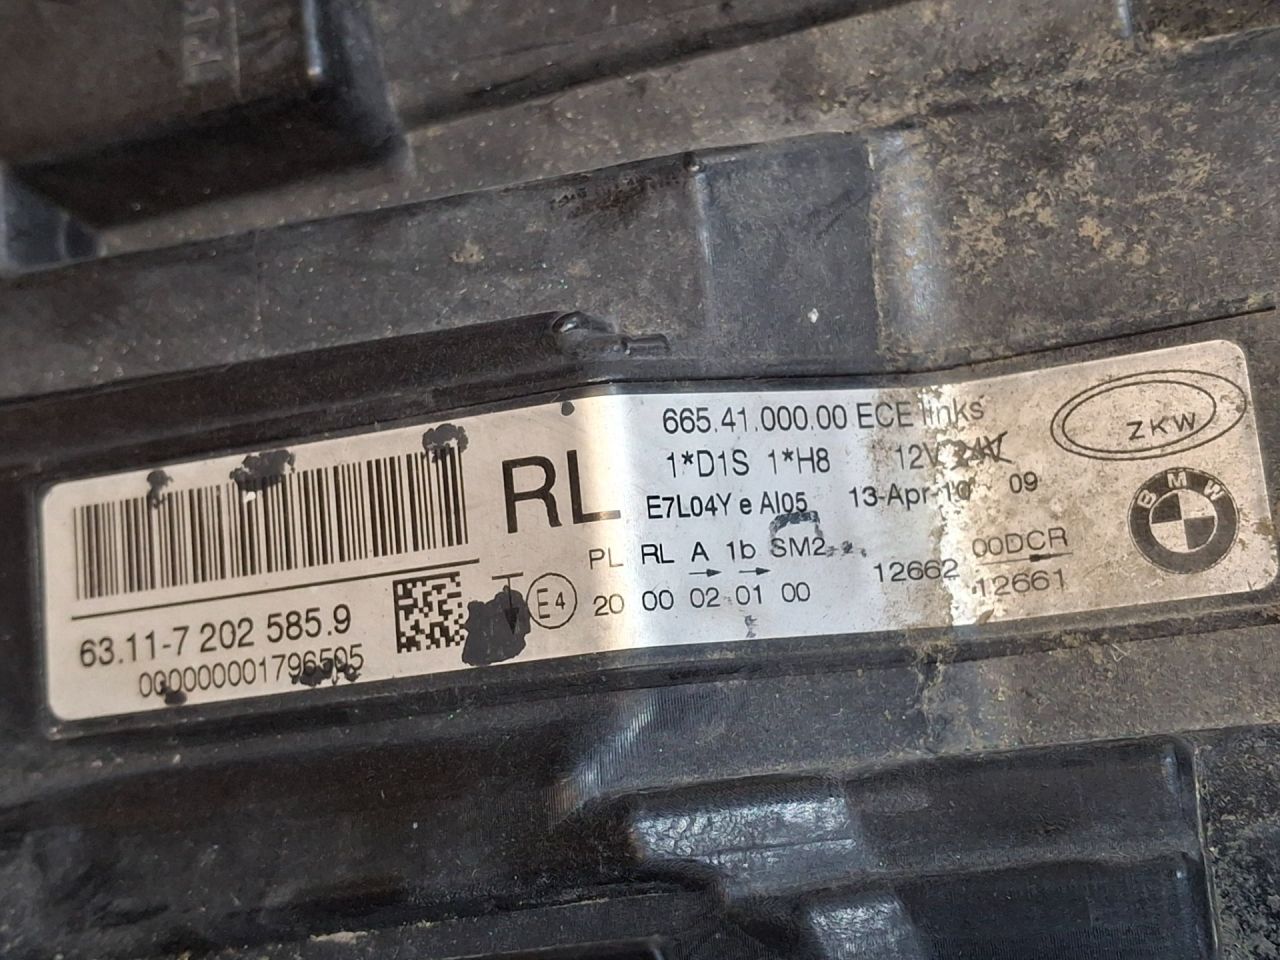 665.41.000.00 ECE links
1*D1S 1*H8 12V 24V
E7L04Y e AI05 13-Apr-10 09
RL
PL RL A 1b SM2
00DCR
E4 20 00 02 01 00
12662 12661
63.11-7 202 585.9
000000001796505
ZKW
BMW